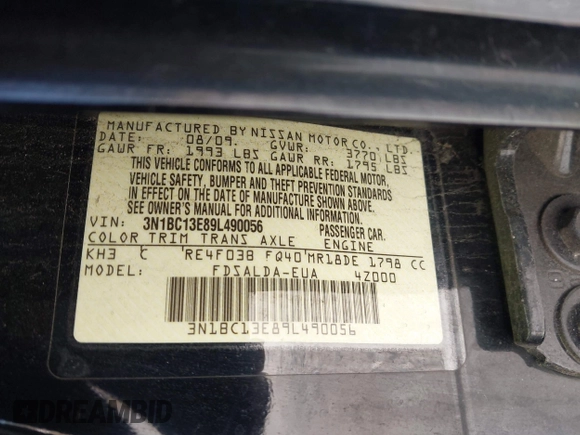 MANUFACTURED BY NISSAN MOTOR CO., LTD.
DATE: 08/09. GVWR: 3770 LBS
GAWR FR: 1993 LBS GAWR RR: 1795 LBS
THIS VEHICLE CONFORMS TO ALL APPLICABLE FEDERAL MOTOR
VEHICLE SAFETY, BUMPER AND THEFT PREVENTION STANDARDS
IN EFFECT ON THE DATE OF MANUFACTURE SHOWN ABOVE.
SEE OWNER'S MANUAL FOR ADDITIONAL INFORMATION.
VIN: 3N1BC13E89L490056 PASSENGER CAR.
COLOR TRIM TRANS AXLE ENGINE
KH3 C RE4F03B FQ40 MR18DE 1798 CC
MODEL: FDSALDA-EUA 4Z000
3N1BC13E89L490056
DREAMBID